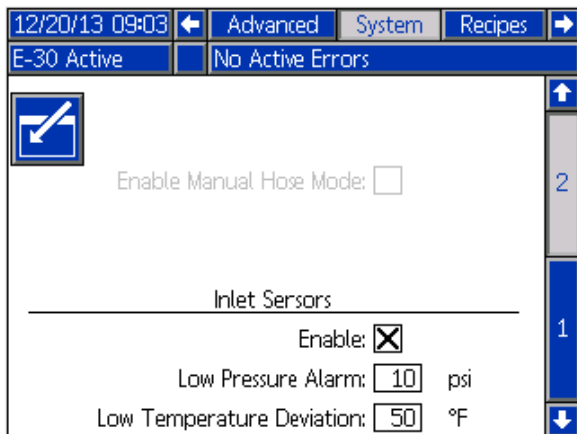 12/20/13 09:03 Advanced System Recipes
E-30 Active No Active Errors
Enable Manual Hose Mode:
2
Inlet Sersors
Enable:
1
Low Pressure Alarm: 10 psi
Low Temperature Deviation: 50 °F